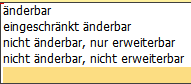 änderbar
eingeschränkt änderbar
nicht änderbar, nur erweiterbar
nicht änderbar, nicht erweiterbar